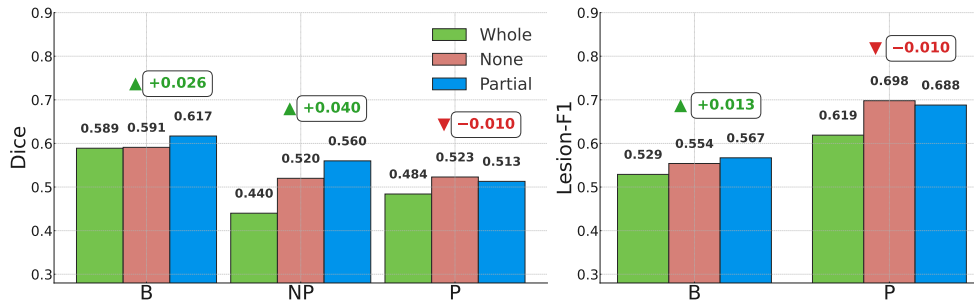 Dice
0.9
0.8
0.7
0.6
0.5
0.4
0.3
Whole
None
Partial
▲ +0.026
▲ +0.040
▼ −0.010
0.589 0.591 0.617
0.440 0.520 0.560
0.484 0.523 0.513
B NP P
Lesion-F1
0.9
0.8
0.7
0.6
0.5
0.4
0.3
▲ +0.013
▼ −0.010
0.529 0.554 0.567
0.619 0.698 0.688
B P